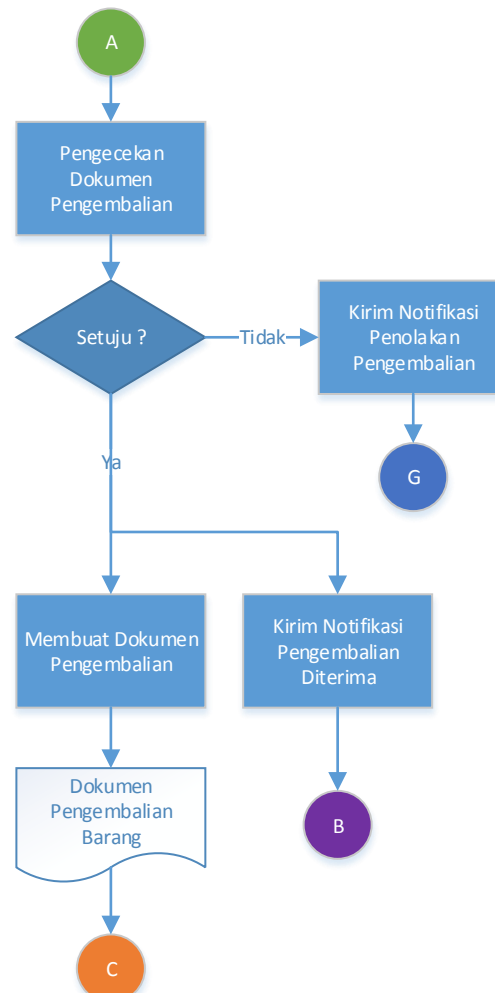 A
Pengecekan
Dokumen
Pengembalian
Setuju ?
Tidak
Kirim Notifikasi
Penolakan
Pengembalian
G
Ya
Membuat Dokumen
Pengembalian
Kirim Notifikasi
Pengembalian
Diterima
Dokumen
Pengembalian
Barang
B
C